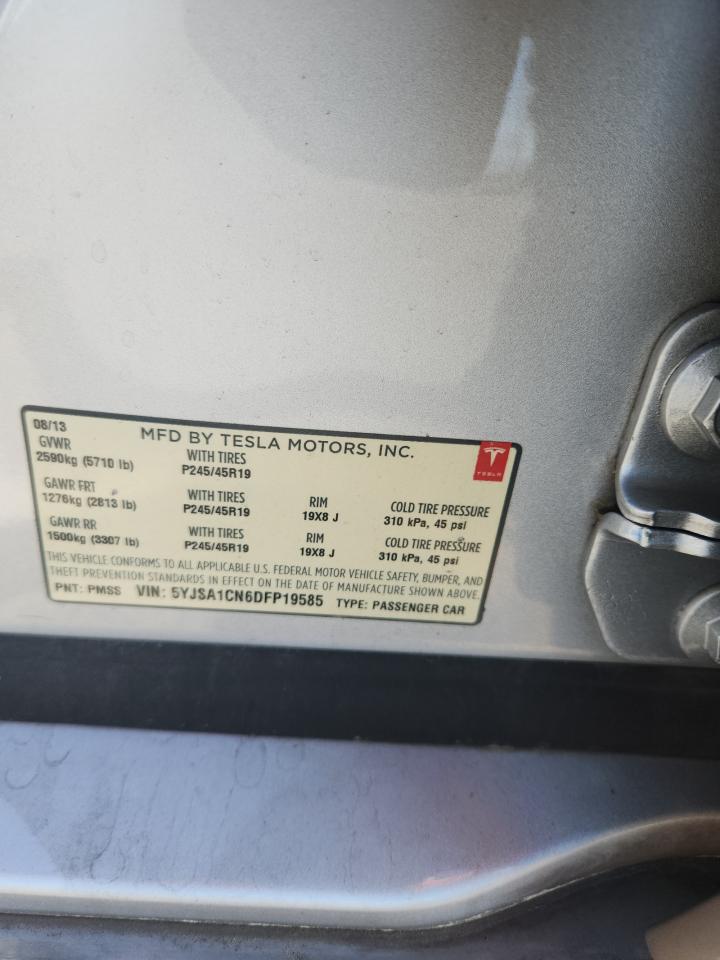 08/13 MFD BY TESLA MOTORS, INC.
GVWR WITH TIRES
2590kg (5710 lb) P245/45R19
TESLA
GAWR FRT WITH TIRES RIM COLD TIRE PRESSURE
1276kg (2813 lb) P245/45R19 19X8 J 310 kPa, 45 psi
GAWR RR WITH TIRES RIM COLD TIRE PRESSURE
1500kg (3307 lb) P245/45R19 19X8 J 310 kPa, 45 psi
THIS VEHICLE CONFORMS TO ALL APPLICABLE U.S. FEDERAL MOTOR VEHICLE SAFETY, BUMPER, AND
THEFT PREVENTION STANDARDS IN EFFECT ON THE DATE OF MANUFACTURE SHOWN ABOVE.
PNT: PMSS VIN: 5YJSA1CN6DFP19585 TYPE: PASSENGER CAR